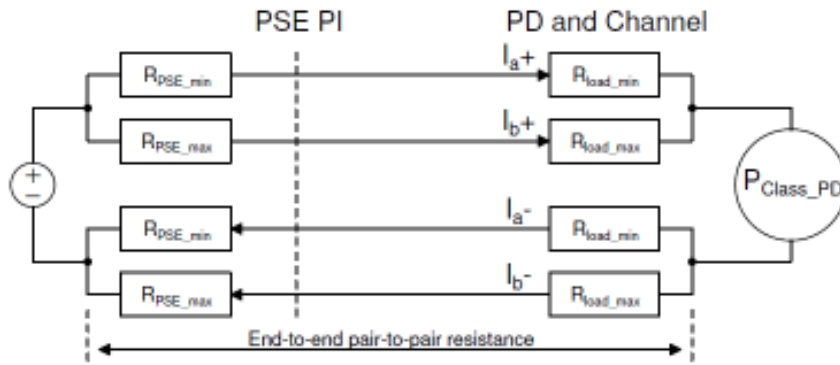 PSE PI
PD and Channel
R_PSE_min
I_a+
R_load_min
R_PSE_max
I_b+
R_load_max
+
−
P_Class_PD
R_PSE_min
I_a-
R_load_min
R_PSE_max
I_b-
R_load_max
End-to-end pair-to-pair resistance